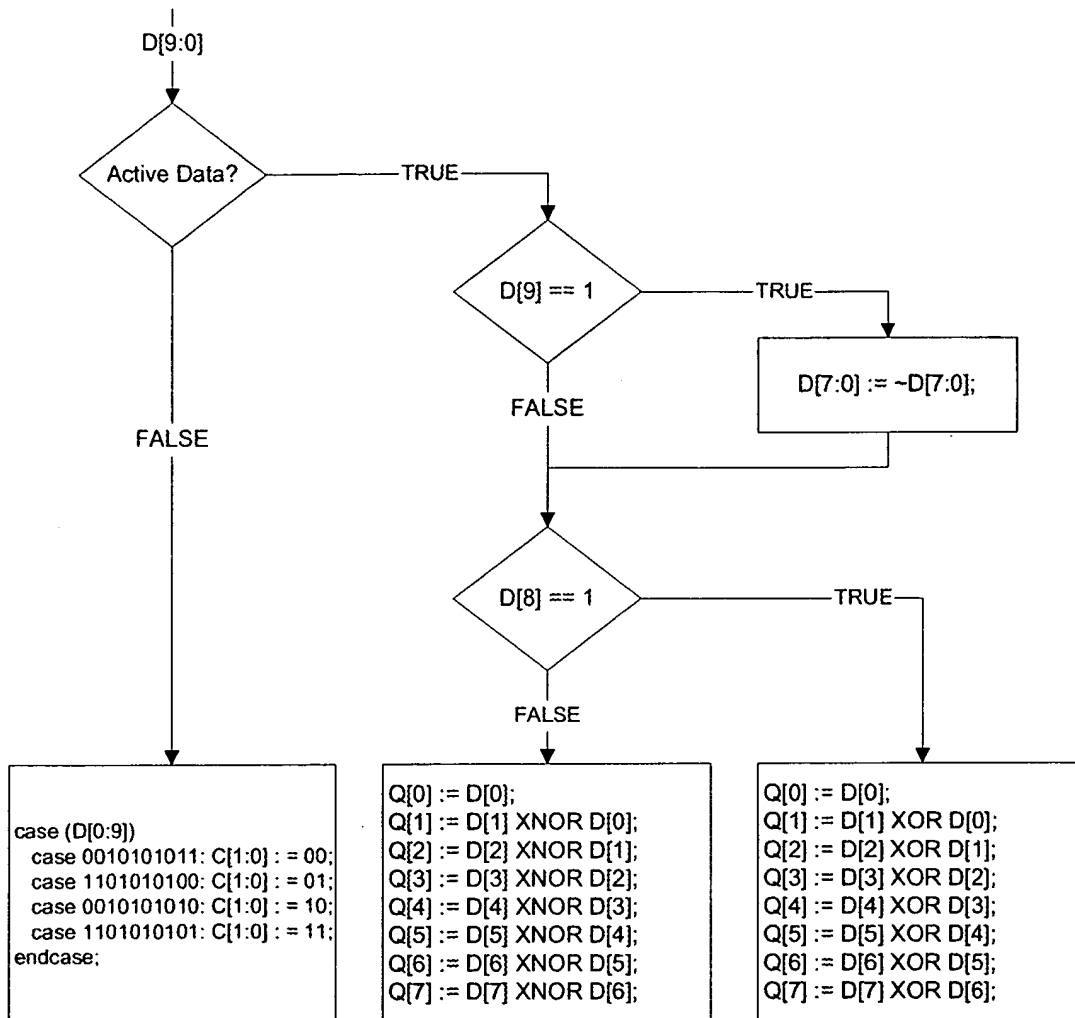 D[9:0]
Active Data?
TRUE
D[9] == 1
TRUE
D[7:0] := ~D[7:0];
FALSE
FALSE
D[8] == 1
TRUE
FALSE
case (D[0:9])
case 0010101011: C[1:0] : = 00;
case 1101010100: C[1:0] : = 01;
case 0010101010: C[1:0] : = 10;
case 1101010101: C[1:0] : = 11;
endcase;
Q[0] := D[0];
Q[1] := D[1] XNOR D[0];
Q[2] := D[2] XNOR D[1];
Q[3] := D[3] XNOR D[2];
Q[4] := D[4] XNOR D[3];
Q[5] := D[5] XNOR D[4];
Q[6] := D[6] XNOR D[5];
Q[7] := D[7] XNOR D[6];
Q[0] := D[0];
Q[1] := D[1] XOR D[0];
Q[2] := D[2] XOR D[1];
Q[3] := D[3] XOR D[2];
Q[4] := D[4] XOR D[3];
Q[5] := D[5] XOR D[4];
Q[6] := D[6] XOR D[5];
Q[7] := D[7] XOR D[6];